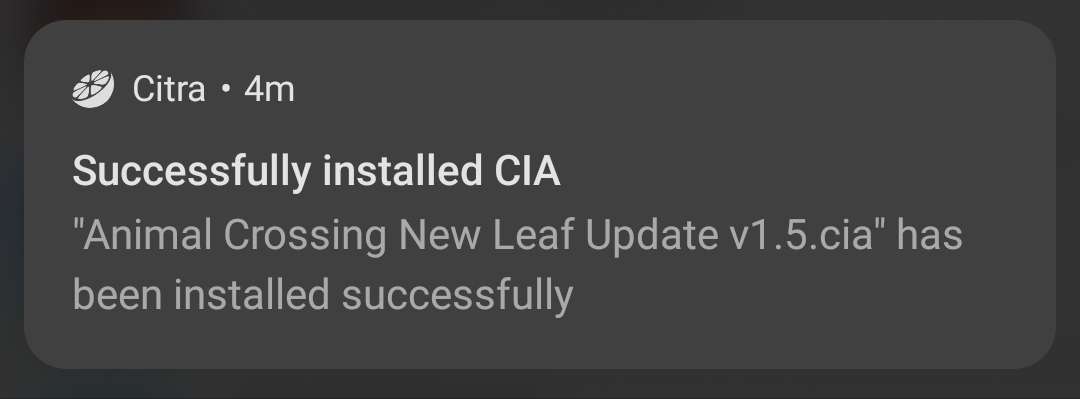 Citra • 4m
Successfully installed CIA
"Animal Crossing New Leaf Update v1.5.cia" has
been installed successfully